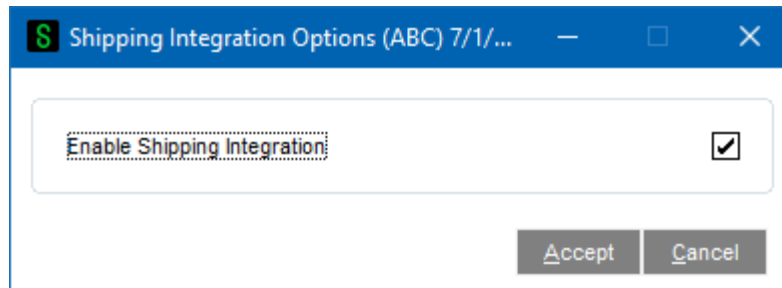 S Shipping Integration Options (ABC) 7/1/...
Enable Shipping Integration
Accept Cancel